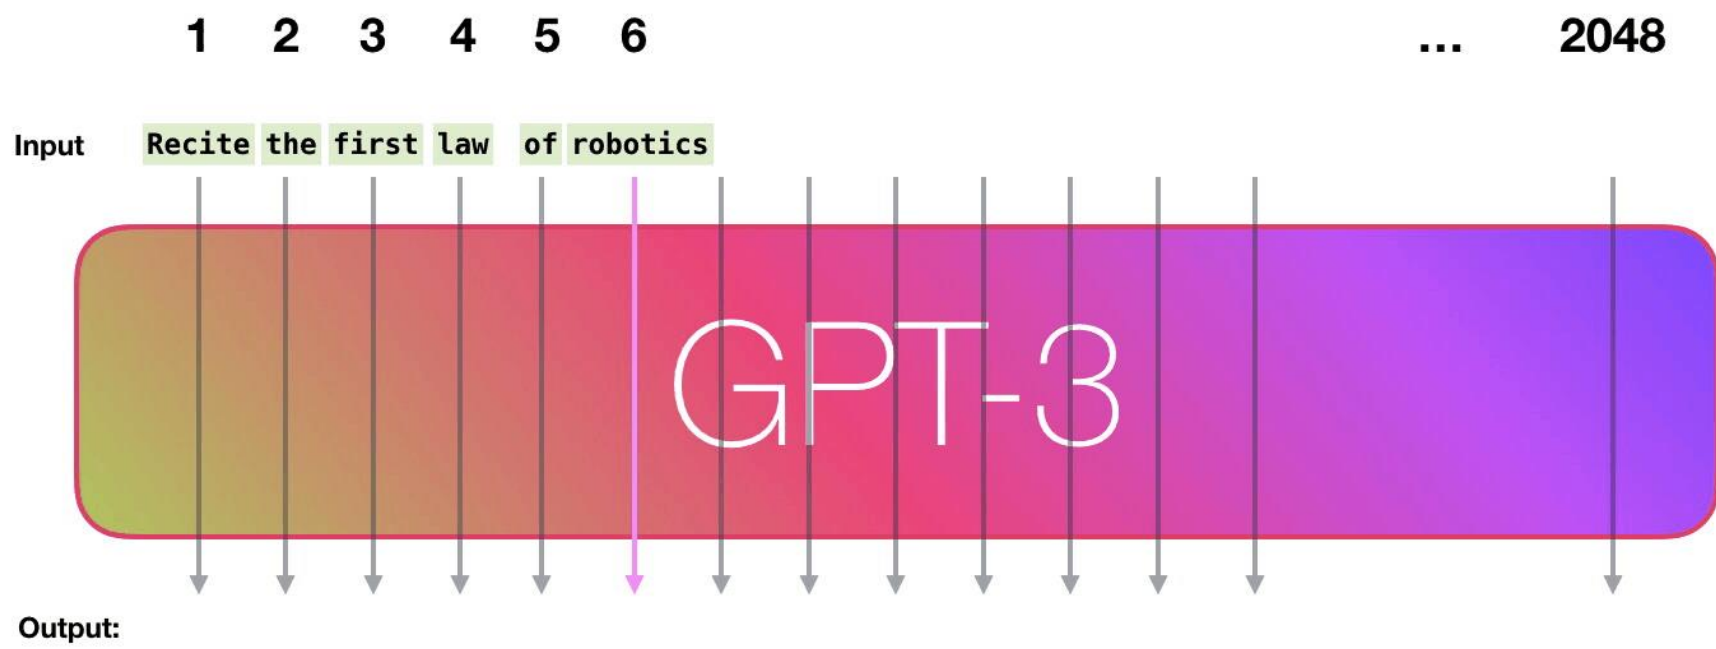 1 2 3 4 5 6 ... 2048
Input Recite the first law of robotics
GPT-3
Output: